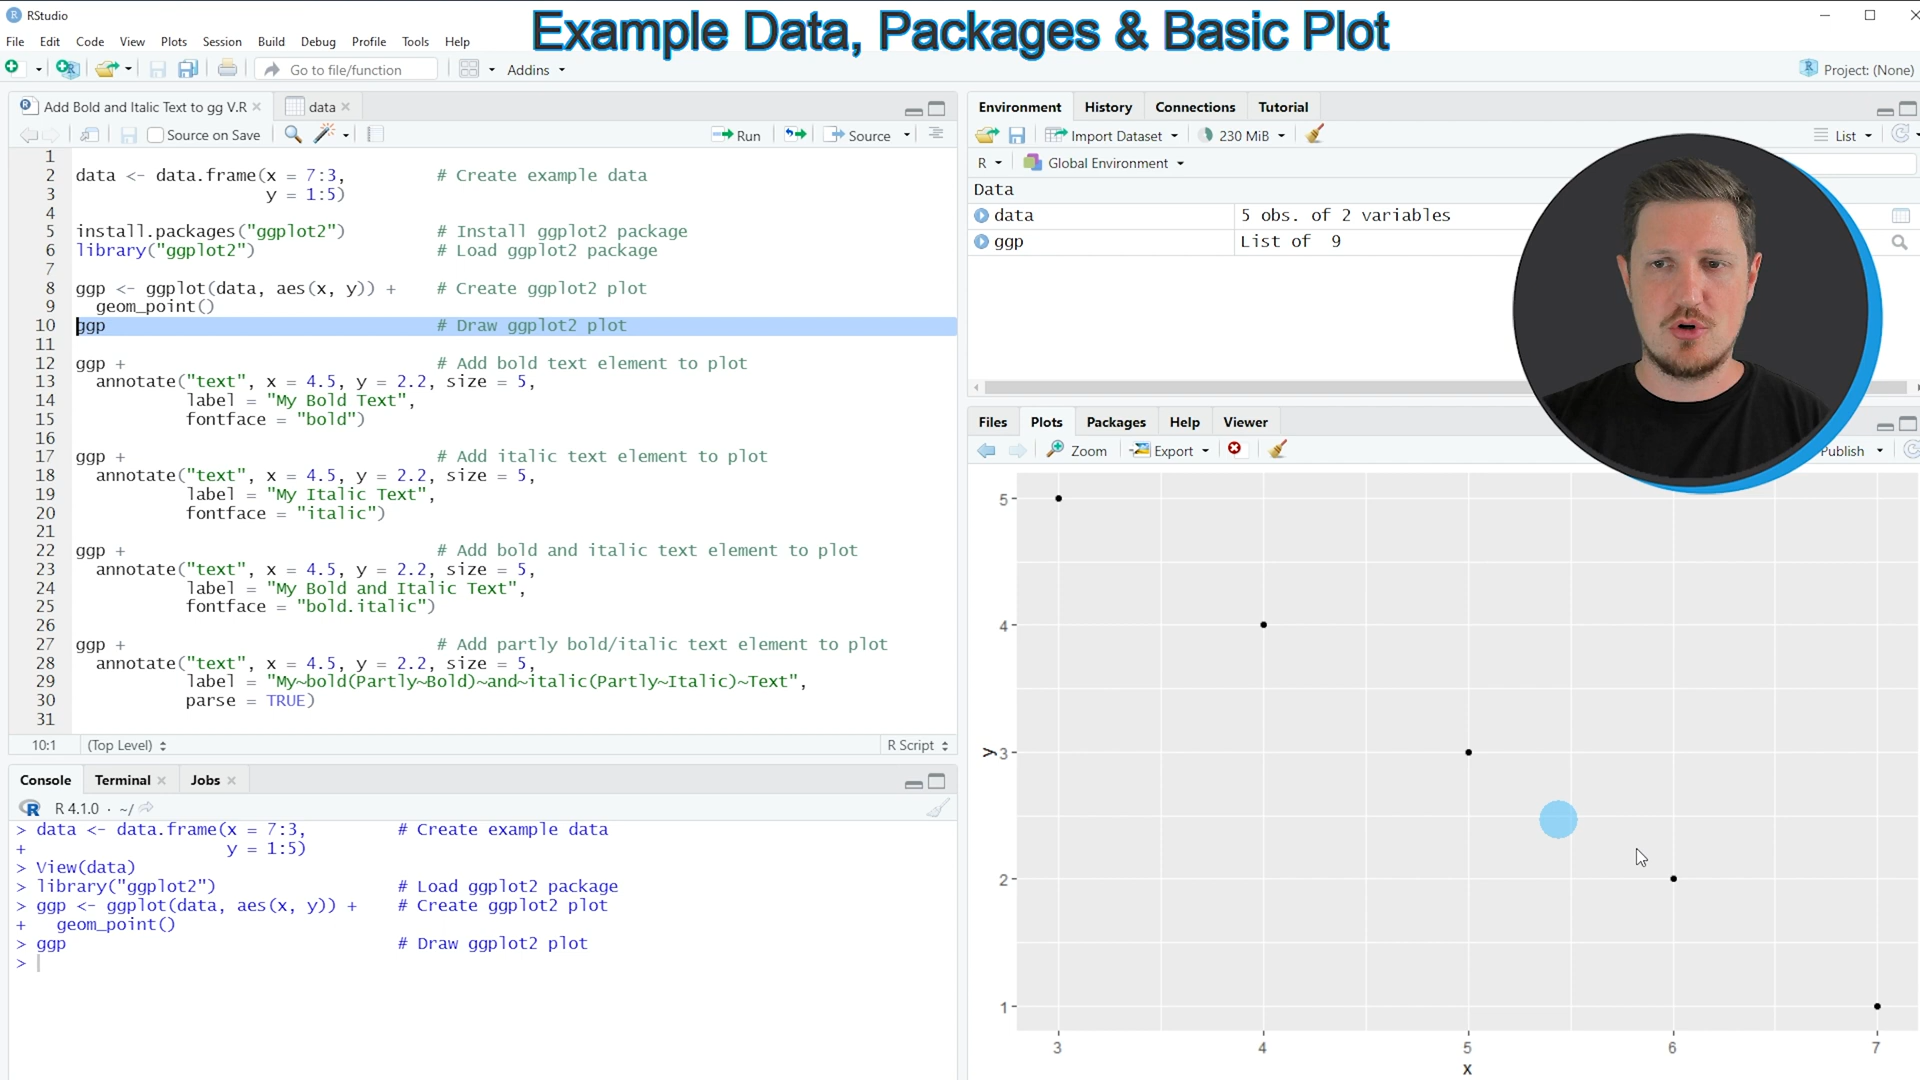 RStudio
Example Data, Packages & Basic Plot
File Edit Code View Plots Session Build Debug Profile Tools Help
Go to file/function Addins Project: (None)
Add Bold and Italic Text to gg V.R data
Source on Save Run Source
1
2 data <- data.frame(x = 7:3, # Create example data
3 y = 1:5)
4
5 install.packages("ggplot2") # Install ggplot2 package
6 library("ggplot2") # Load ggplot2 package
7
8 ggp <- ggplot(data, aes(x, y)) + # Create ggplot2 plot
9 geom_point()
10 ggp # Draw ggplot2 plot
11
12 ggp + # Add bold text element to plot
13 annotate("text", x = 4.5, y = 2.2, size = 5,
14 label = "My Bold Text",
15 fontface = "bold")
16
17 ggp + # Add italic text element to plot
18 annotate("text", x = 4.5, y = 2.2, size = 5,
19 label = "My Italic Text",
20 fontface = "italic")
21
22 ggp + # Add bold and italic text element to plot
23 annotate("text", x = 4.5, y = 2.2, size = 5,
24 label = "My Bold and Italic Text",
25 fontface = "bold.italic")
26
27 ggp + # Add partly bold/italic text element to plot
28 annotate("text", x = 4.5, y = 2.2, size = 5,
29 label = "My~bold(Partly~Bold)~and~italic(Partly~Italic)~Text",
30 parse = TRUE)
31
10:1 (Top Level) R Script
Console Terminal Jobs
R 4.1.0 · ~/
> data <- data.frame(x = 7:3, # Create example data
+ y = 1:5)
> View(data)
> library("ggplot2") # Load ggplot2 package
> ggp <- ggplot(data, aes(x, y)) + # Create ggplot2 plot
+ geom_point()
> ggp # Draw ggplot2 plot
>
Environment History Connections Tutorial
Import Dataset 230 MiB List
R Global Environment
Data
data 5 obs. of 2 variables
ggp List of 9
Files Plots Packages Help Viewer
Zoom Export Publish
5
4
3
2
1
y
3 4 5 6 7
x